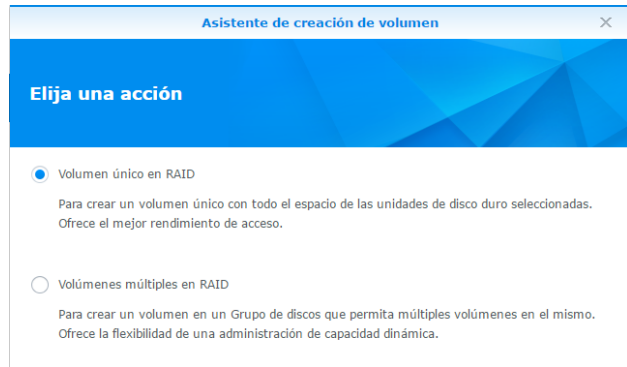 Asistente de creación de volumen
Elija una acción
Volumen único en RAID
Para crear un volumen único con todo el espacio de las unidades de disco duro seleccionadas.
Ofrece el mejor rendimiento de acceso.
Volúmenes múltiples en RAID
Para crear un volumen en un Grupo de discos que permita múltiples volúmenes en el mismo.
Ofrece la flexibilidad de una administración de capacidad dinámica.